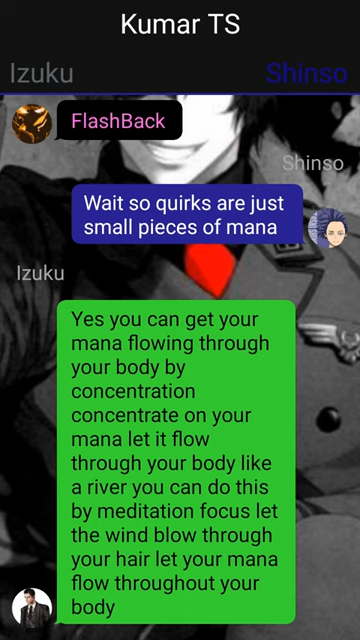 Kumar TS
Izuku
Shinso
FlashBack
Shinso
Wait so quirks are just
small pieces of mana
Izuku
Yes you can get your
mana flowing through
your body by
concentration
concentrate on your
mana let it flow
through your body like
a river you can do this
by meditation focus let
the wind blow through
your hair let your mana
flow throughout your
body